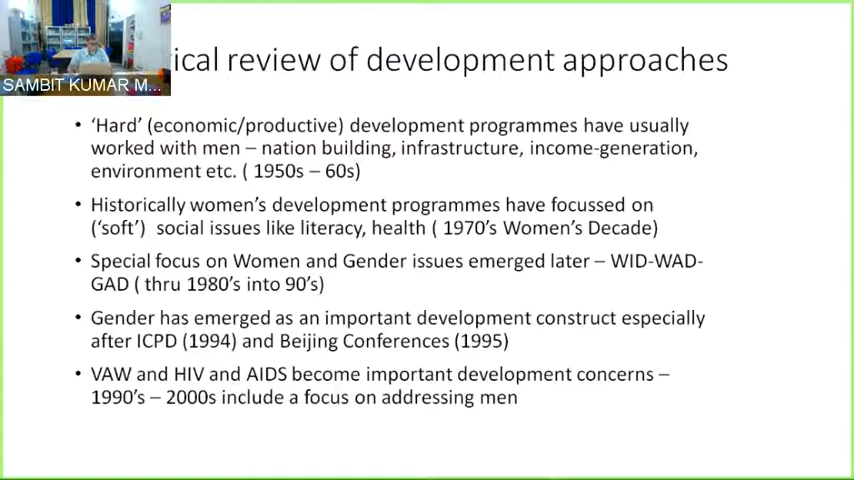 SAMBIT KUMAR M...
ical review of development approaches
• 'Hard' (economic/productive) development programmes have usually
worked with men – nation building, infrastructure, income-generation,
environment etc. ( 1950s – 60s)
• Historically women's development programmes have focussed on
('soft')  social issues like literacy, health ( 1970's Women's Decade)
• Special focus on Women and Gender issues emerged later – WID-WAD-
GAD ( thru 1980's into 90's)
• Gender has emerged as an important development construct especially
after ICPD (1994) and Beijing Conferences (1995)
• VAW and HIV and AIDS become important development concerns –
1990's – 2000s include a focus on addressing men